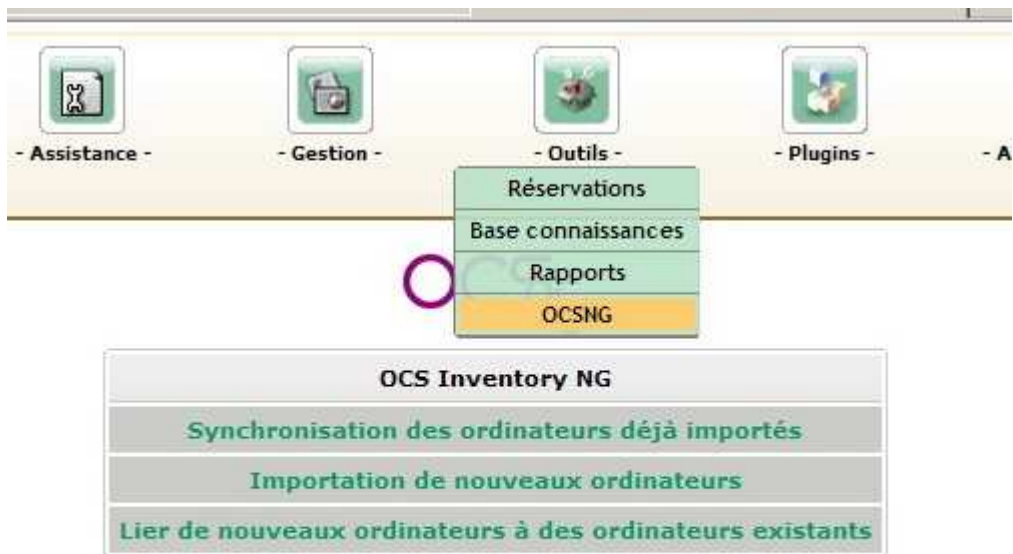 - Assistance - - Gestion - - Outils - - Plugins - - A
Réservations
Base connaissances
Rapports
OCSNG
OCS Inventory NG
Synchronisation des ordinateurs déjà importés
Importation de nouveaux ordinateurs
Lier de nouveaux ordinateurs à des ordinateurs existants